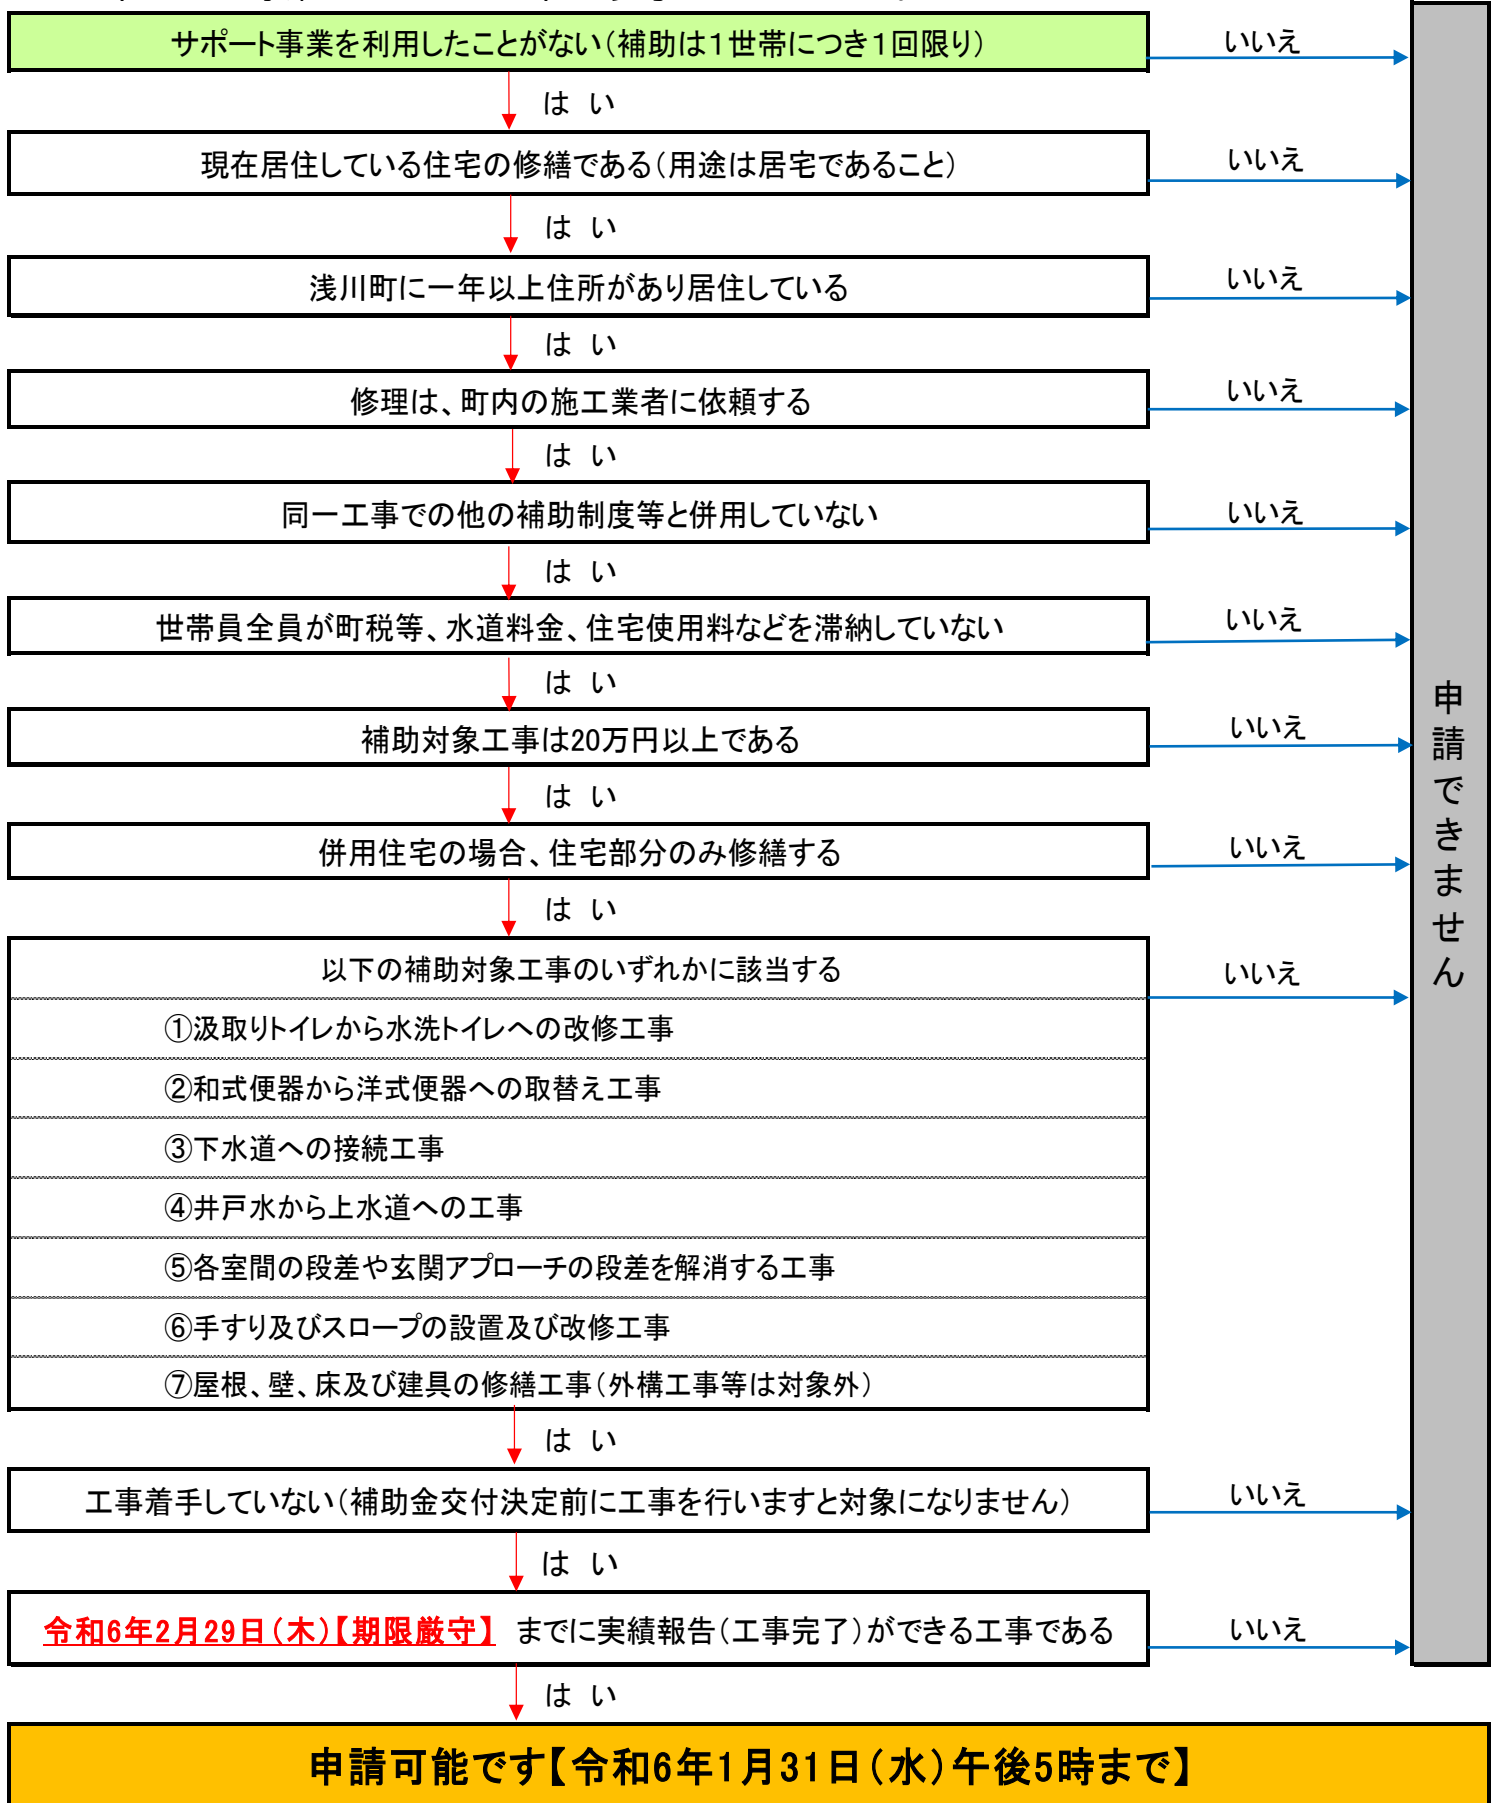 サポート事業を利用したことがない(補助は1世帯につき1回限り)
いいえ
は い
現在居住している住宅の修繕である(用途は居宅であること)
いいえ
は い
浅川町に一年以上住所があり居住している
いいえ
は い
修理は、町内の施工業者に依頼する
いいえ
は い
同一工事での他の補助制度等と併用していない
いいえ
は い
世帯員全員が町税等、水道料金、住宅使用料などを滞納していない
いいえ
は い
補助対象工事は20万円以上である
いいえ
は い
併用住宅の場合、住宅部分のみ修繕する
いいえ
は い
以下の補助対象工事のいずれかに該当する
いいえ
①汲取りトイレから水洗トイレへの改修工事
②和式便器から洋式便器への取替え工事
③下水道への接続工事
④井戸水から上水道への工事
⑤各室間の段差や玄関アプローチの段差を解消する工事
⑥手すり及びスロープの設置及び改修工事
⑦屋根、壁、床及び建具の修繕工事(外構工事等は対象外)
は い
工事着手していない(補助金交付決定前に工事を行いますと対象になりません)
いいえ
は い
令和6年2月29日(木)【期限厳守】 までに実績報告(工事完了)ができる工事である
いいえ
は い
申請できません
申請可能です【令和6年1月31日(水)午後5時まで】